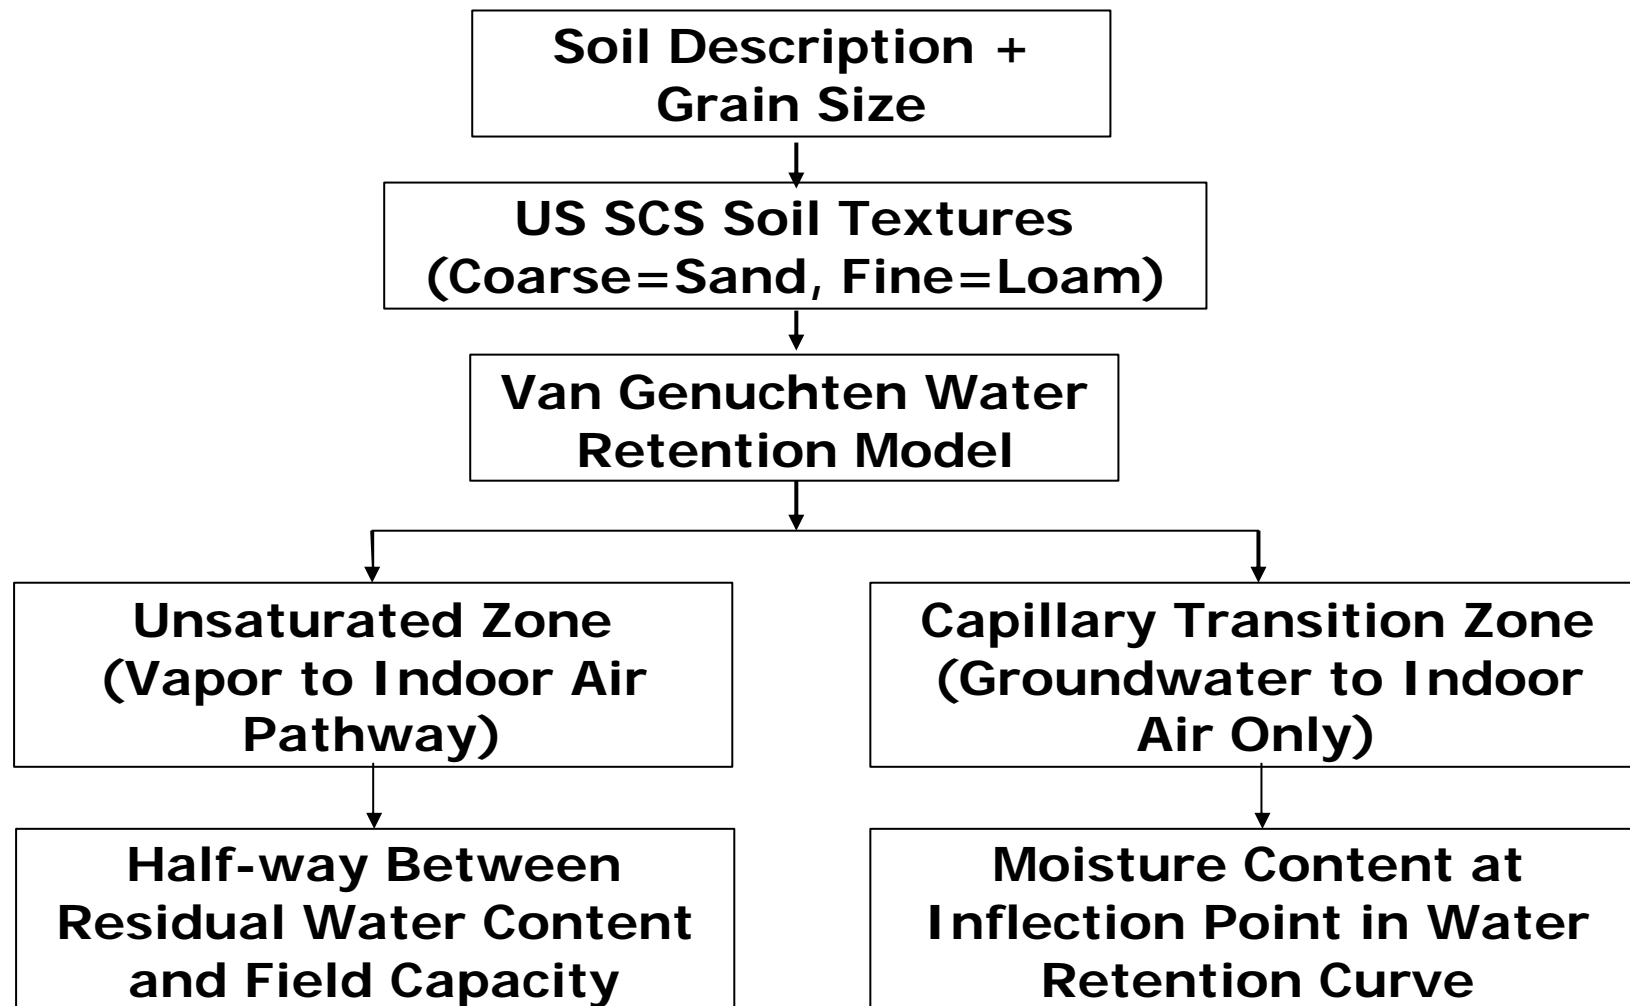 Soil Description +
Grain Size
US SCS Soil Textures
(Coarse=Sand, Fine=Loam)
Van Genuchten Water
Retention Model
Unsaturated Zone
(Vapor to Indoor Air
Pathway)
Capillary Transition Zone
(Groundwater to Indoor
Air Only)
Half-way Between
Residual Water Content
and Field Capacity
Moisture Content at
Inflection Point in Water
Retention Curve